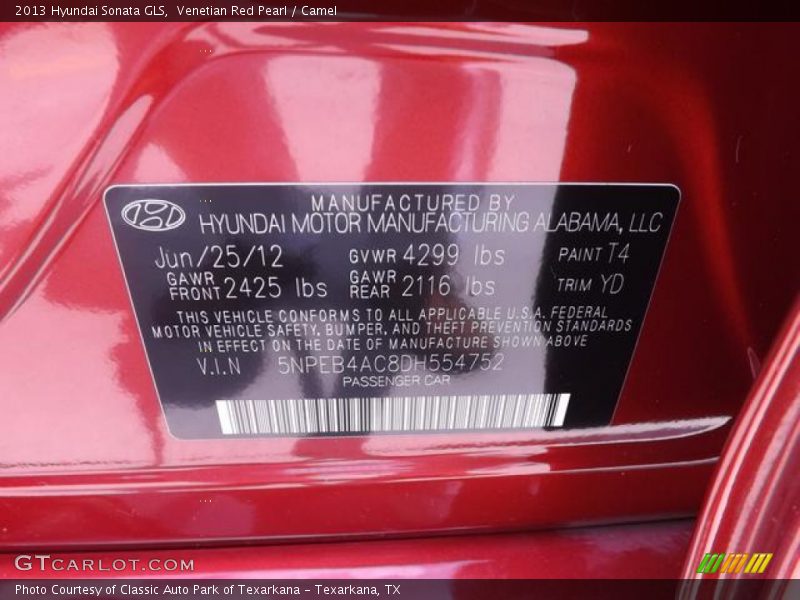 2013 Hyundai Sonata GLS, Venetian Red Pearl / Camel
MANUFACTURED BY
HYUNDAI MOTOR MANUFACTURING ALABAMA, LLC
Jun/25/12 GVWR 4299 lbs PAINT T4
GAWR FRONT 2425 lbs GAWR REAR 2116 lbs TRIM YD
THIS VEHICLE CONFORMS TO ALL APPLICABLE U.S.A. FEDERAL
MOTOR VEHICLE SAFETY, BUMPER, AND THEFT PREVENTION STANDARDS
IN EFFECT ON THE DATE OF MANUFACTURE SHOWN ABOVE
V.I.N 5NPEB4AC8DH554752
PASSENGER CAR
GTCARLOT.COM
Photo Courtesy of Classic Auto Park of Texarkana - Texarkana, TX